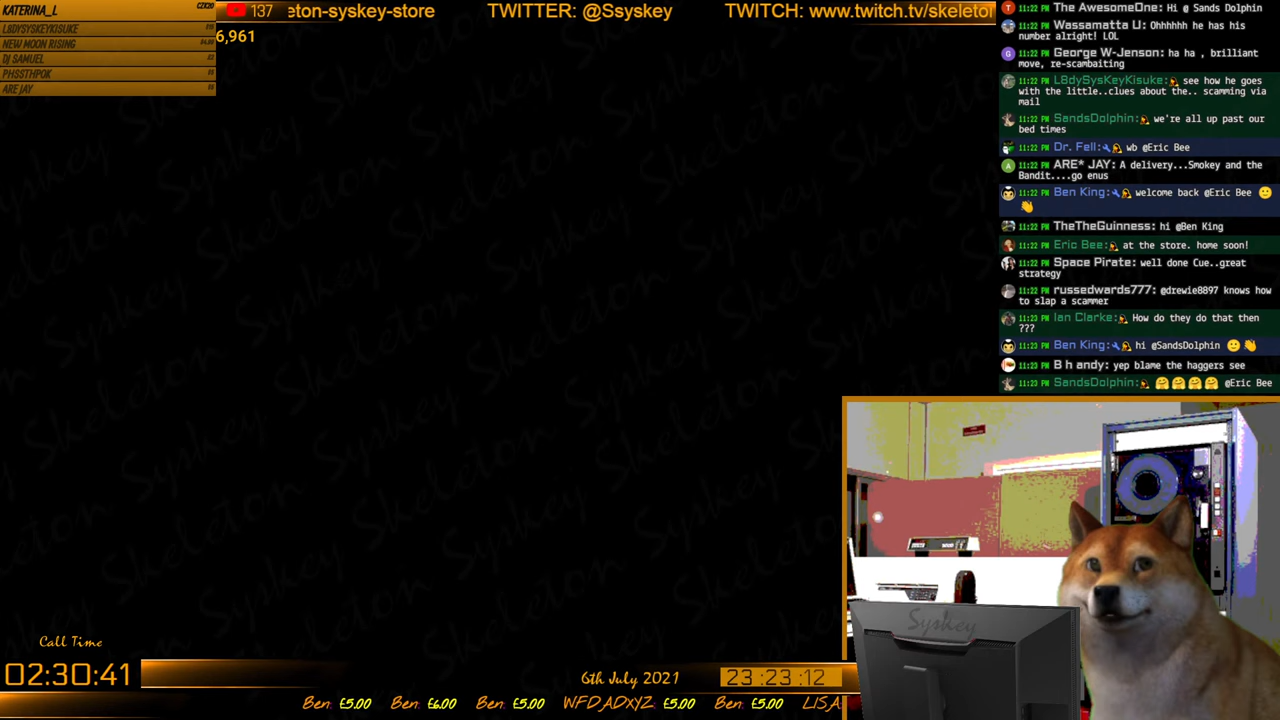 KATERINA_L CZK20
L8DYSYSKEYKISUKE
NEW MOON RISING
DJ SAMUEL
PHSSTHPOK
ARE JAY
137 eton-syskey-store TWITTER: @Ssyskey TWITCH: www.twitch.tv/skeletor
6,961
11:22 PM The AwesomeOne: Hi @ Sands Dolphin
11:22 PM Wassamatta U: Ohhhhhh he has his
number alright! LOL
11:22 PM George W-Jenson: ha ha , brilliant
move, re-scambaiting
11:22 PM L8dySysKeyKisuke: see how he goes
with the little..clues about the.. scamming via
mail
11:22 PM SandsDolphin: we're all up past our
bed times
11:22 PM Dr. Fell: wb @Eric Bee
11:22 PM ARE* JAY: A delivery...Smokey and the
Bandit....go enus
11:22 PM Ben King: welcome back @Eric Bee 🙂
👏
11:22 PM TheTheGuinness: hi @Ben King
11:22 PM Eric Bee: at the store. home soon!
11:22 PM Space Pirate: well done Cue..great
strategy
11:22 PM russedwards777: @drewie8897 knows how
to slap a scammer
11:23 PM Ian Clarke: How do they do that then
???
11:23 PM Ben King: hi @SandsDolphin 🙂 👏
11:23 PM B h andy: yep blame the haggers see
11:23 PM SandsDolphin: 🤗 🤗 🤗 🤗 @Eric Bee
Syskey
Call Time
02:30:41
6th July 2021 23:23:12
Ben: £5.00 Ben: £6.00 Ben: £5.00 WFDADXYZ: £5.00 Ben: £5.00 LISA